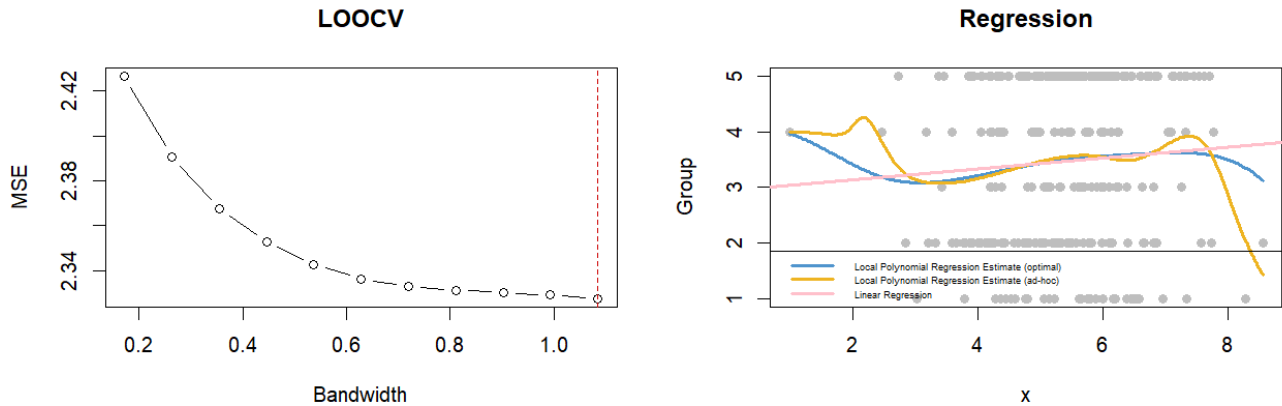 LOOCV
MSE
2.42
2.38
2.34
0.2 0.4 0.6 0.8 1.0
Bandwidth
Regression
Group
5
4
3
2
1
Local Polynomial Regression Estimate (optimal)
Local Polynomial Regression Estimate (ad-hoc)
Linear Regression
2 4 6 8
x